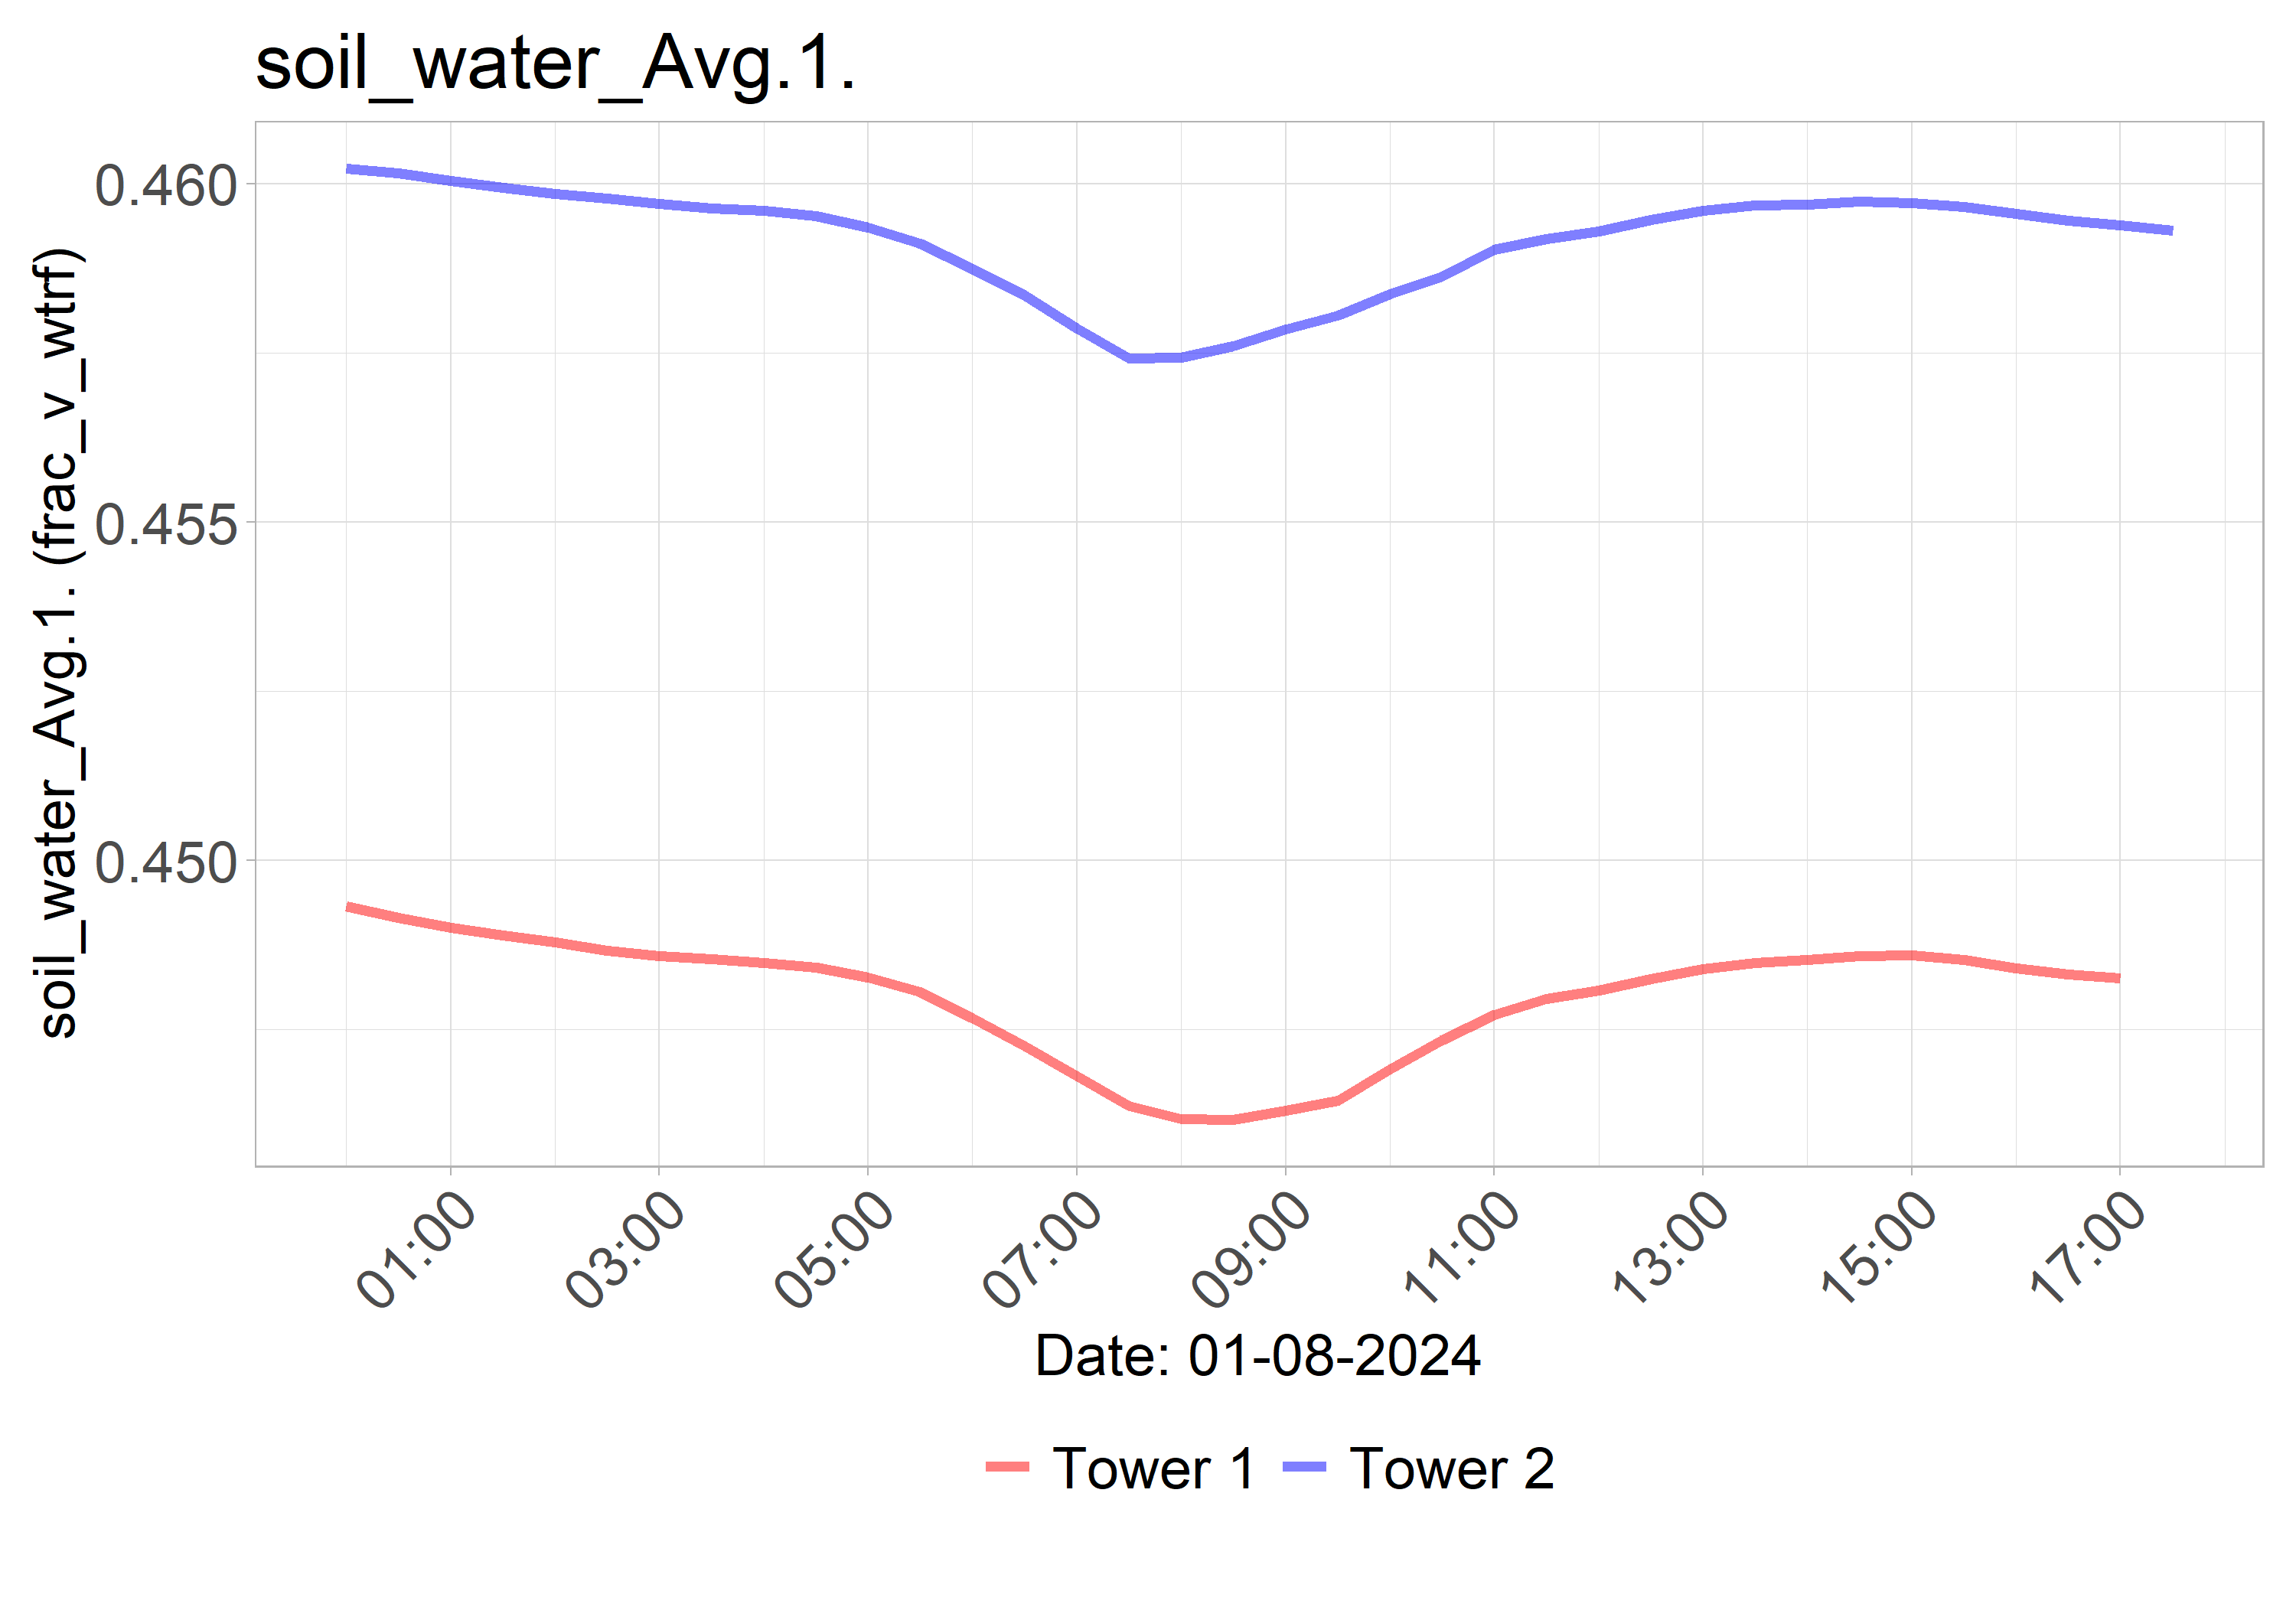 soil_water_Avg.1.
soil_water_Avg.1. (frac_v_wtrf)
0.460
0.455
0.450
01:00
03:00
05:00
07:00
09:00
11:00
13:00
15:00
17:00
Date: 01-08-2024
Tower 1
Tower 2